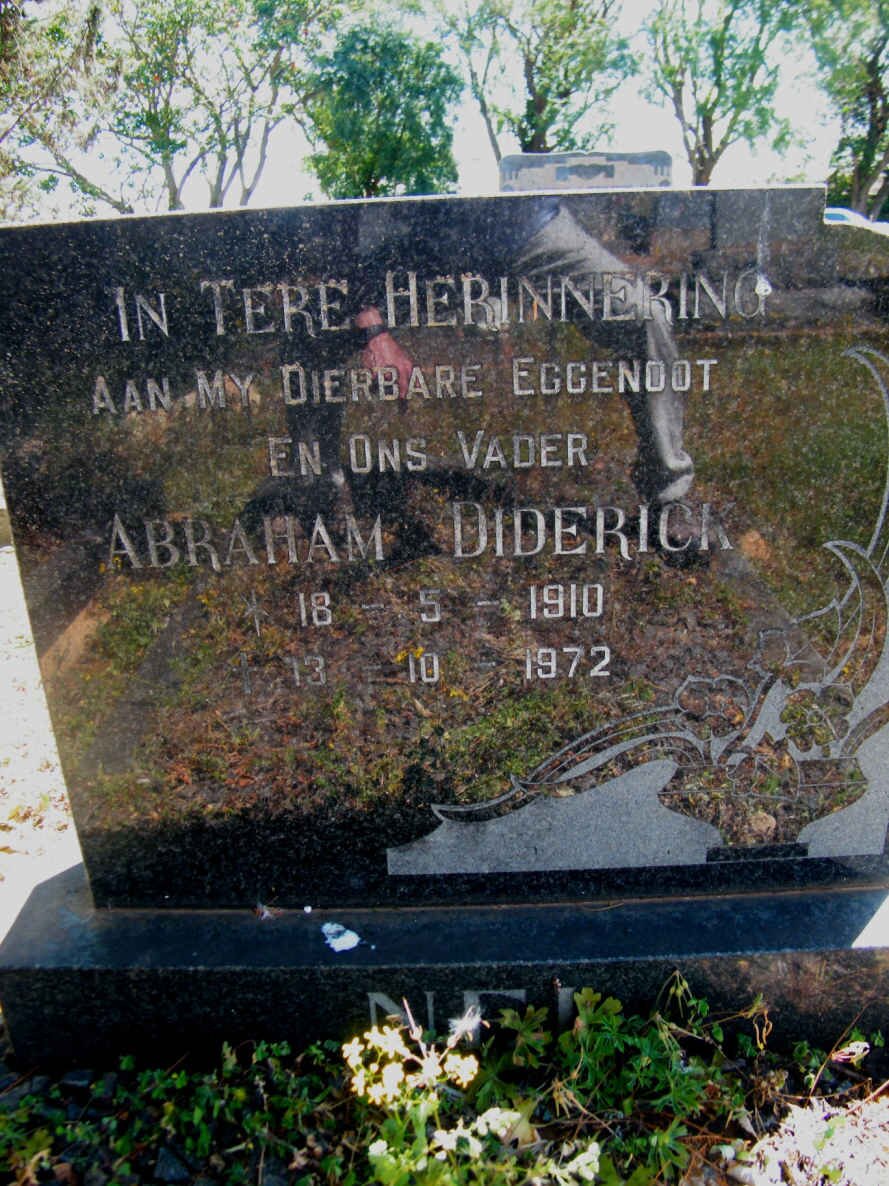 In Tere Herinnering
Aan My Dierbare Eggenoot
En Ons Vader
Abraham Diderick
* 18 - 5 - 1910
† 13 - 10 - 1972
NEL